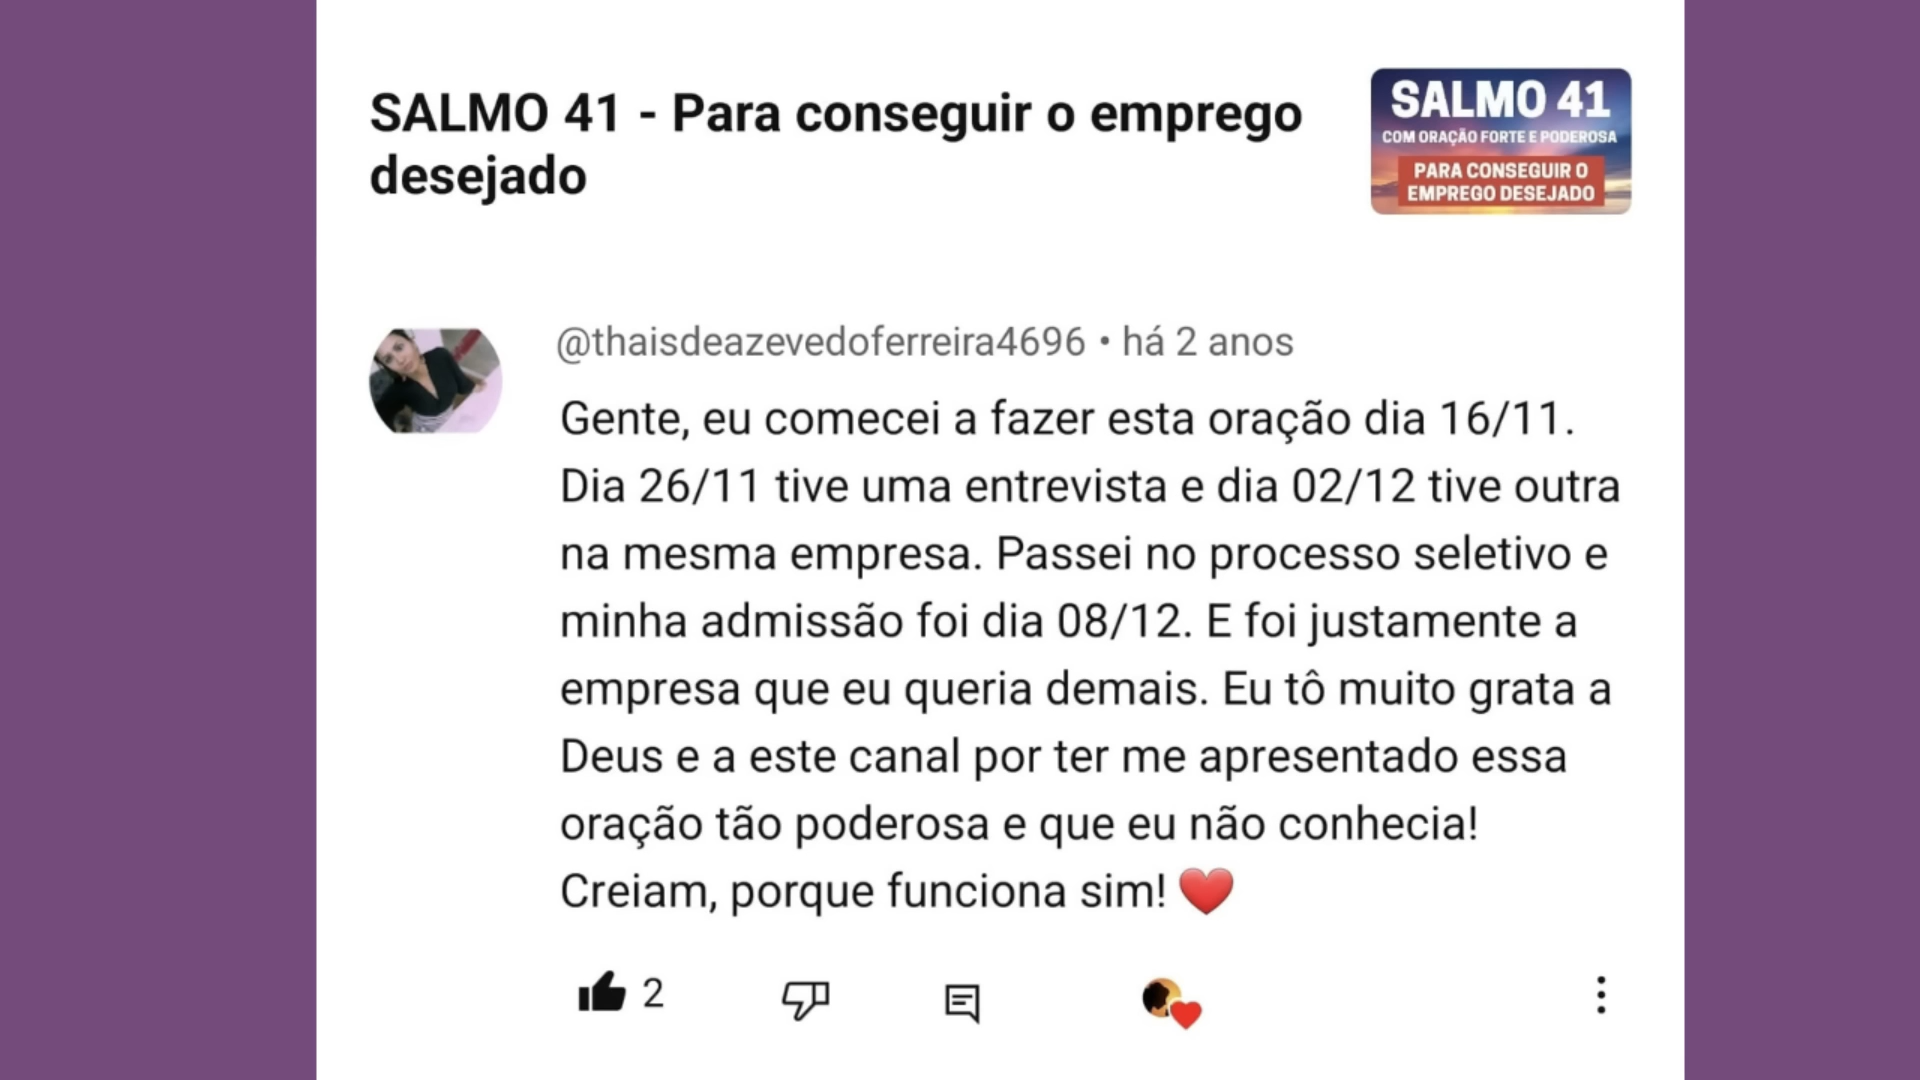 SALMO 41 - Para conseguir o emprego
desejado
SALMO 41
COM ORAÇÃO FORTE E PODEROSA
PARA CONSEGUIR O
EMPREGO DESEJADO
@thaisdeazevedoferreira4696 • há 2 anos
Gente, eu comecei a fazer esta oração dia 16/11.
Dia 26/11 tive uma entrevista e dia 02/12 tive outra
na mesma empresa. Passei no processo seletivo e
minha admissão foi dia 08/12. E foi justamente a
empresa que eu queria demais. Eu tô muito grata a
Deus e a este canal por ter me apresentado essa
oração tão poderosa e que eu não conhecia!
Creiam, porque funciona sim! ❤️
2